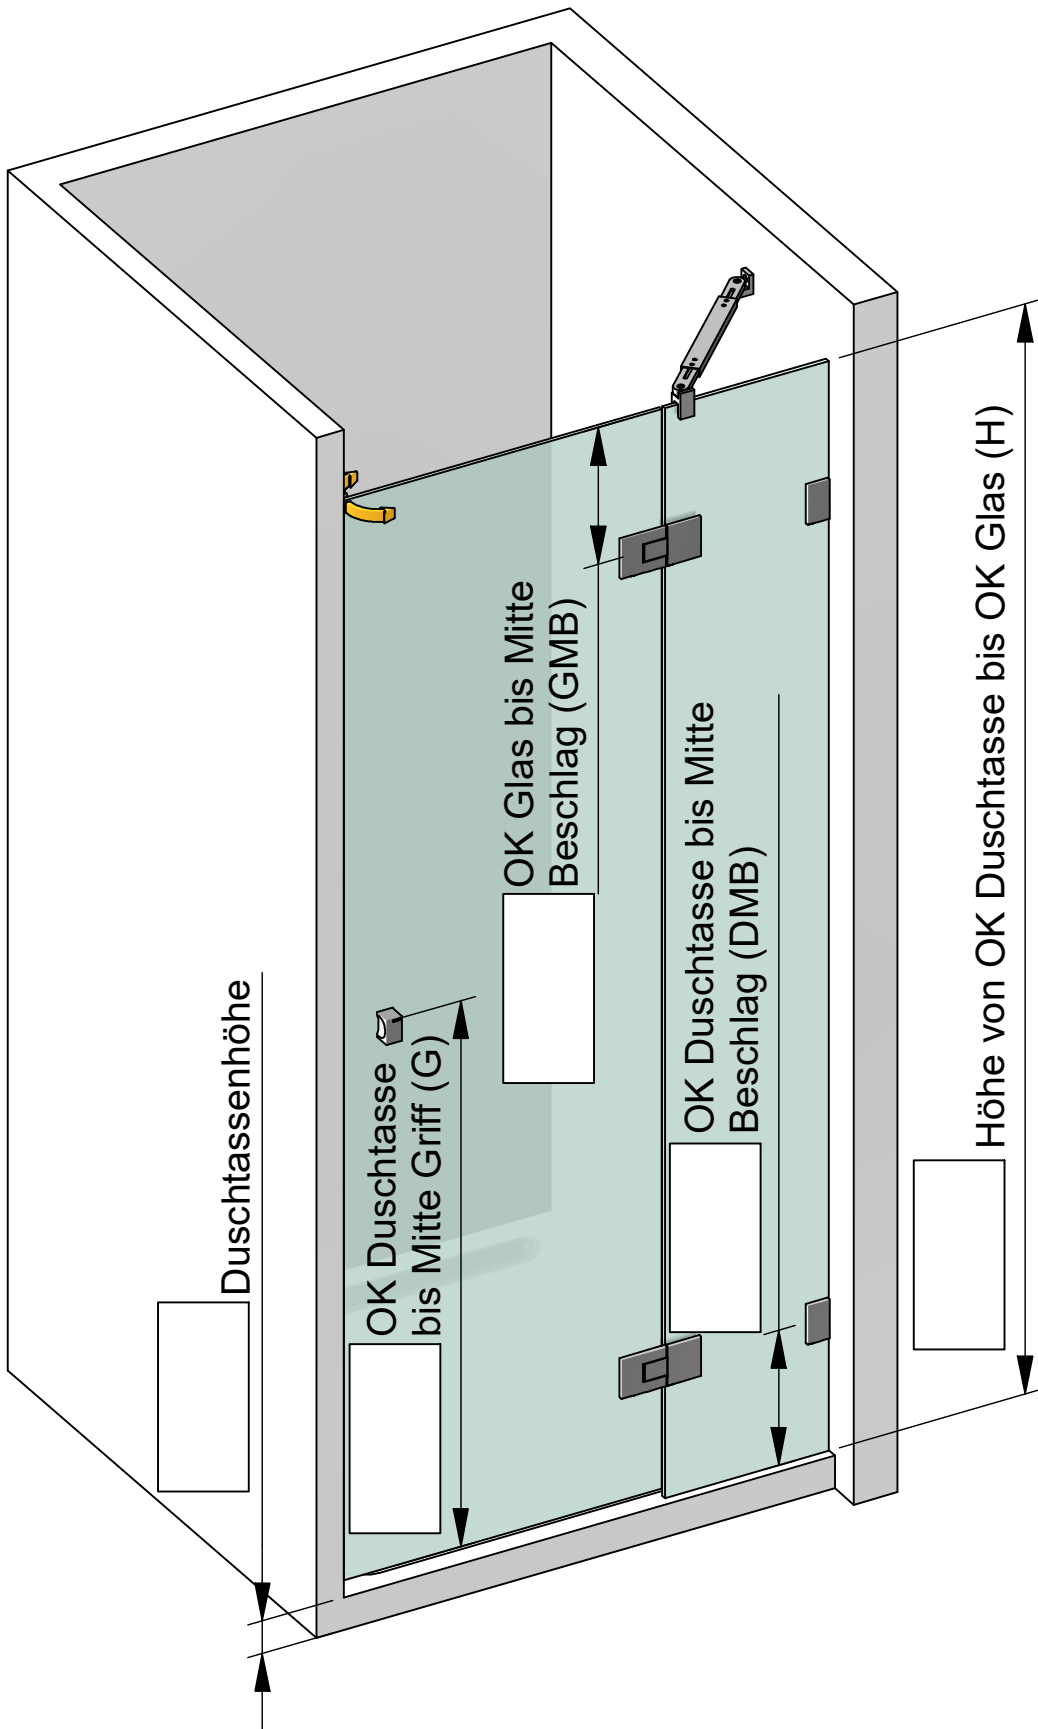 Duschtassenhöhe
OK Duschtasse
bis Mitte Griff (G)
OK Glas bis Mitte
Beschlag (GMB)
OK Duschtasse bis Mitte
Beschlag (DMB)
Höhe von OK Duschtasse bis OK Glas (H)